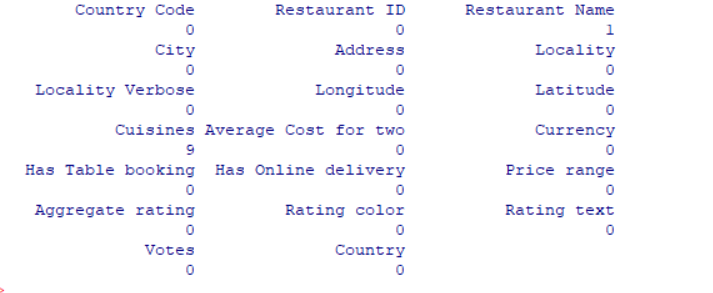 Country Code Restaurant ID Restaurant Name
0 0 1
City Address Locality
0 0 0
Locality Verbose Longitude Latitude
0 0 0
Cuisines Average Cost for two Currency
9 0 0
Has Table booking Has Online delivery Price range
0 0 0
Aggregate rating Rating color Rating text
0 0 0
Votes Country
0 0
>